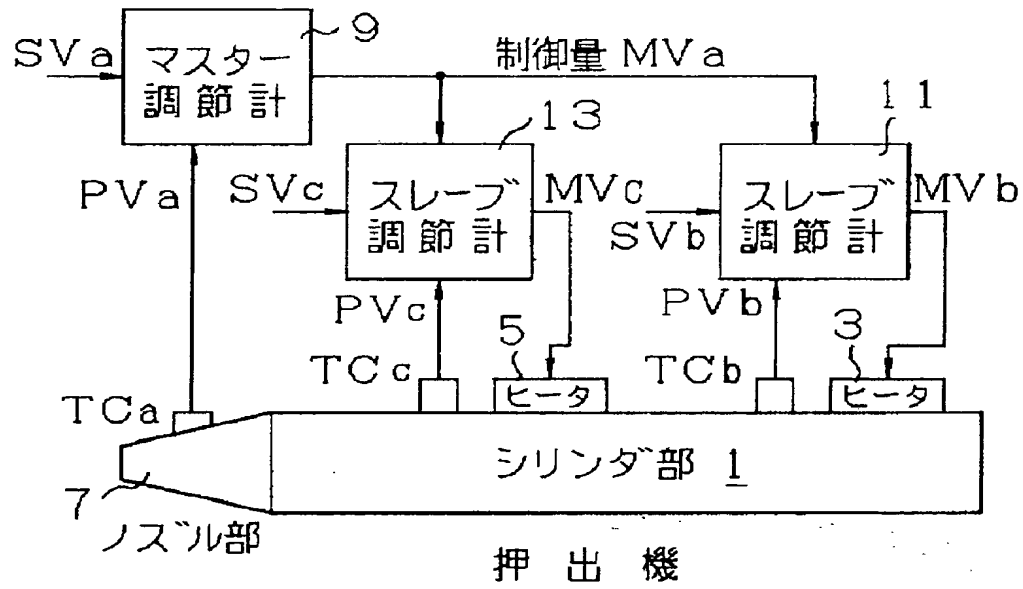 9
SVa
マスター
調節計
制御量 MVa
13
11
PVa
SVc
スレーブ
調節計
MVC
SVb
スレーブ
調節計
MVb
PVc
PVb
TCc
5
ヒータ
TCb
3
ヒータ
TCa
シリンダ部 1
7
ノズル部
押出機